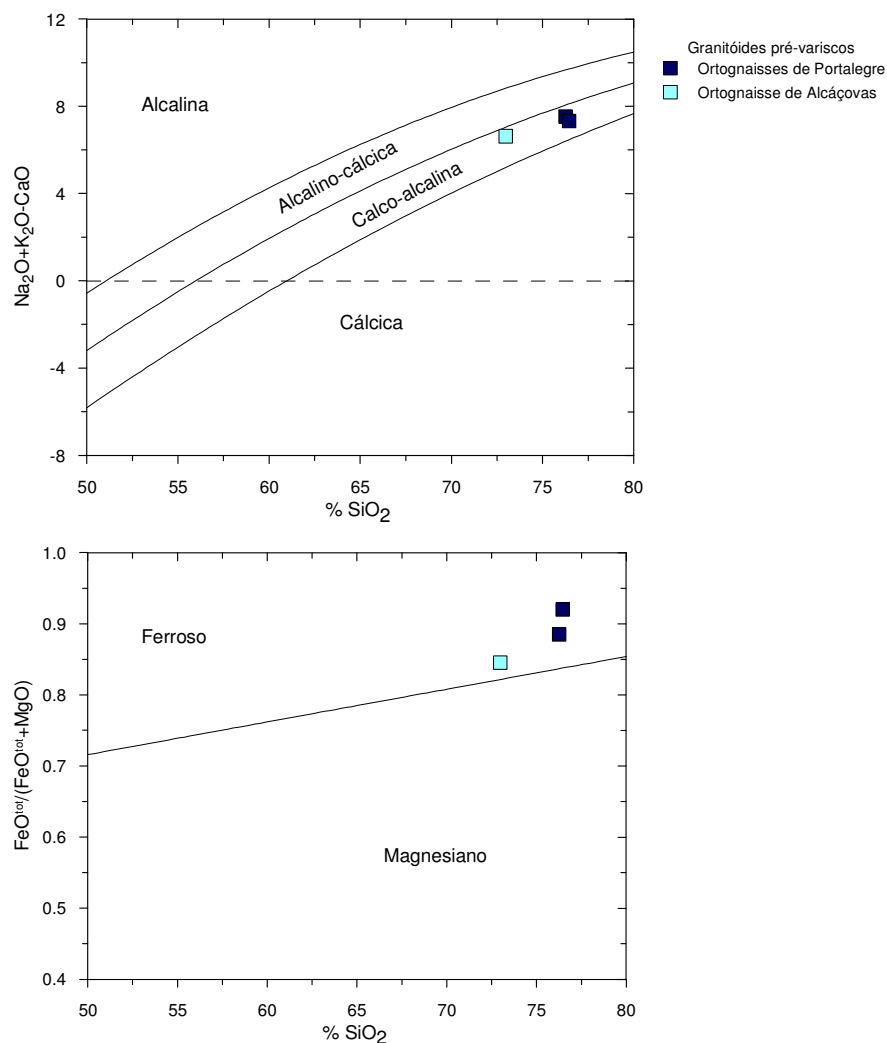 12
8
4
0
-4
-8
Na2O+K2O-CaO
Alcalina
Alcalino-cálcica
Calco-alcalina
Cálcica
50 55 60 65 70 75 80
% SiO2
Granitóides pré-variscos
Ortognaisses de Portalegre
Ortognaisse de Alcáçovas
1.0
0.9
0.8
0.7
0.6
0.5
0.4
FeOtot/(FeOtot+MgO)
Ferroso
Magnesiano
50 55 60 65 70 75 80
% SiO2